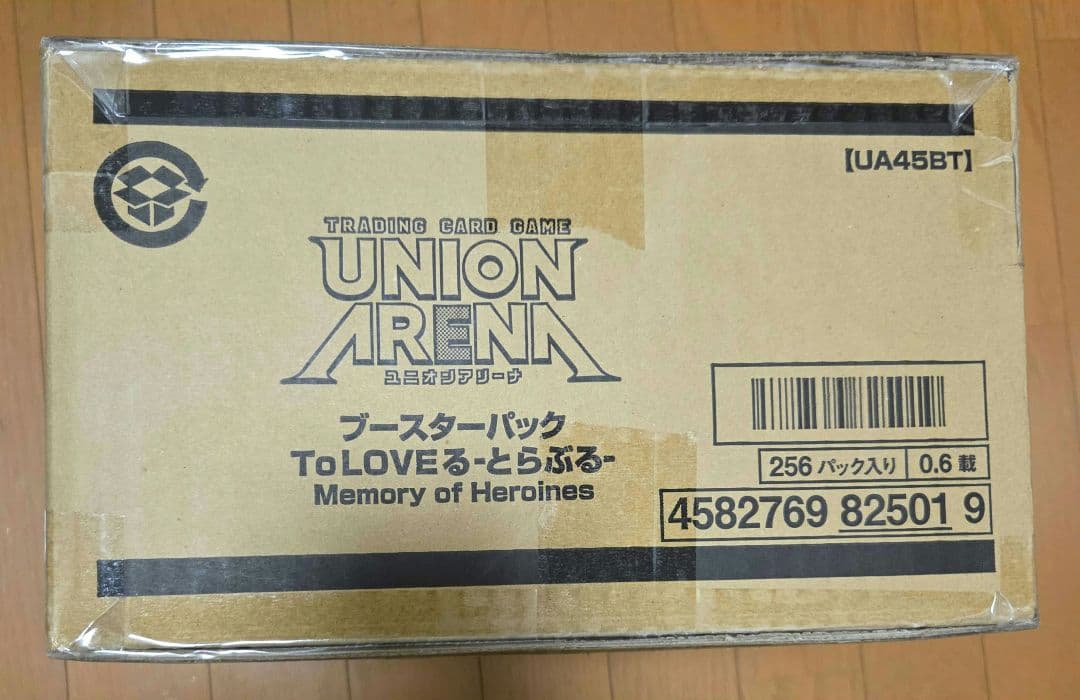 【UA45BT】
TRADING CARD GAME
UNION
ARENA
ユニオンアリーナ
ブースターパック
To LOVEる-とらぶる-
Memory of Heroines
256 パック入り 0.6 載
4582769 82501 9